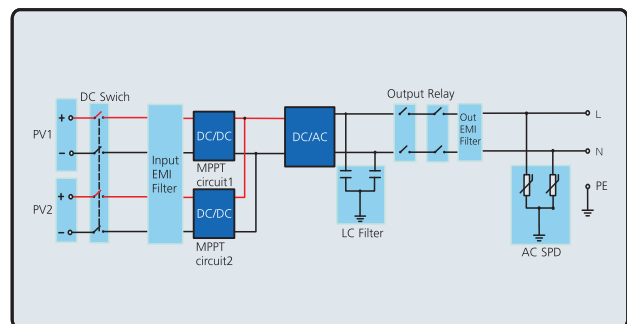 DC Swich
PV1
+
−
PV2
+
−
Input
EMI
Filter
DC/DC
MPPT
circuit1
DC/DC
MPPT
circuit2
DC/AC
LC Filter
Output Relay
Out
EMI
Filter
L
N
PE
AC SPD